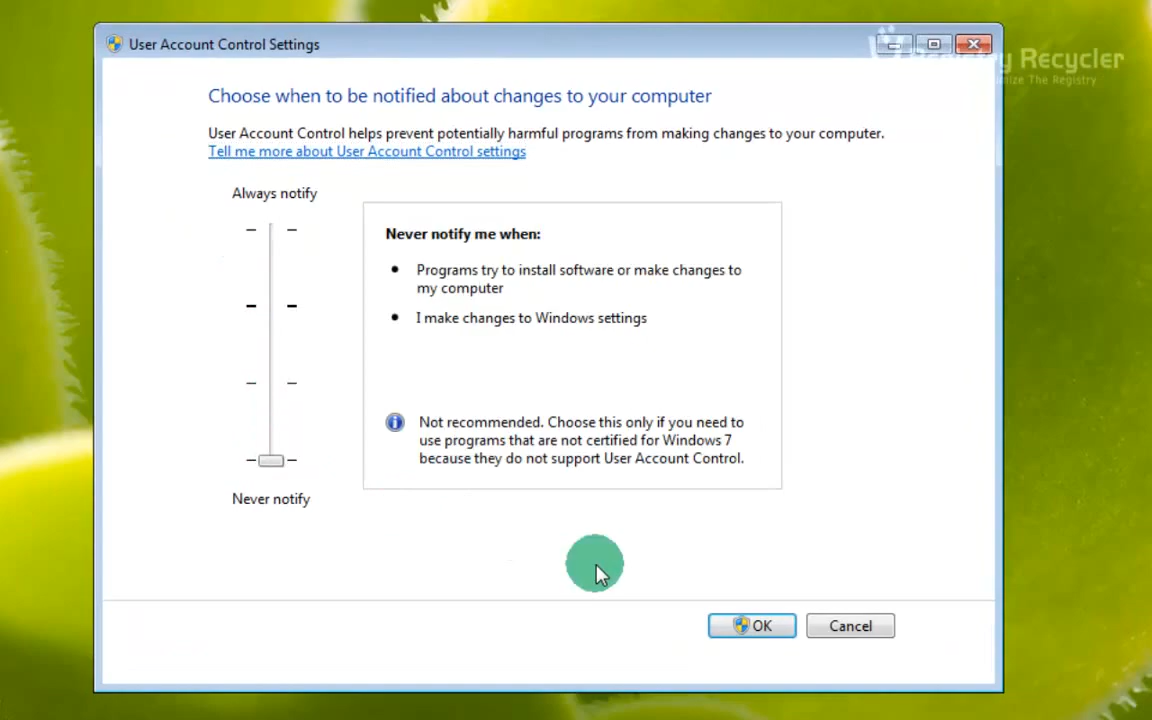 User Account Control Settings
Registry Recycler
mize The Registry
Choose when to be notified about changes to your computer
User Account Control helps prevent potentially harmful programs from making changes to your computer.
Tell me more about User Account Control settings
Always notify
Never notify me when:
Programs try to install software or make changes to
my computer
I make changes to Windows settings
Not recommended. Choose this only if you need to
use programs that are not certified for Windows 7
because they do not support User Account Control.
Never notify
OK
Cancel